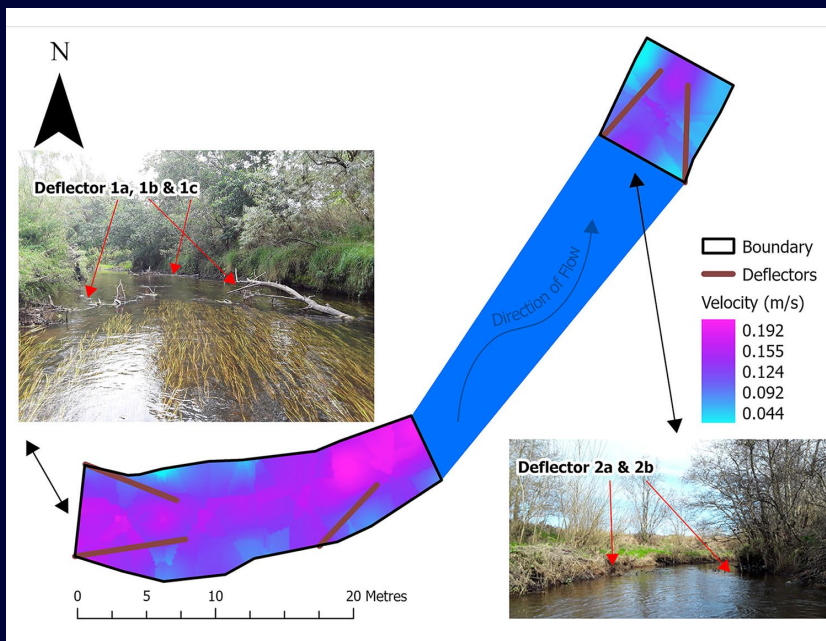 N
Deflector 1a, 1b & 1c
Direction of Flow
Boundary
Deflectors
Velocity (m/s)
0.192
0.155
0.124
0.092
0.044
Deflector 2a & 2b
0 5 10 20 Metres